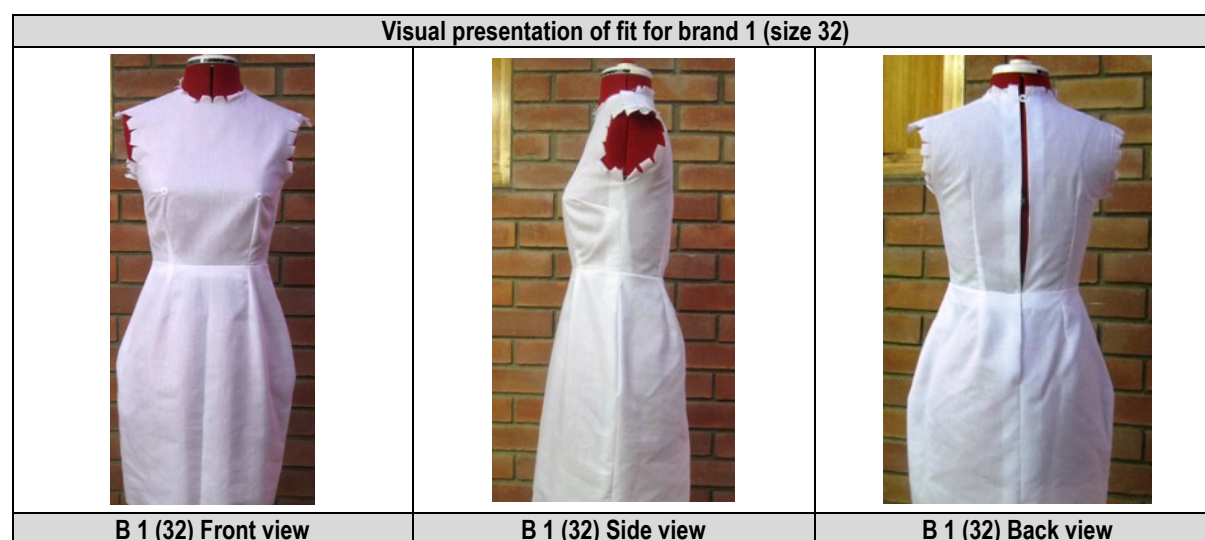 Visual presentation of fit for brand 1 (size 32)
B 1 (32) Front view
B 1 (32) Side view
B 1 (32) Back view